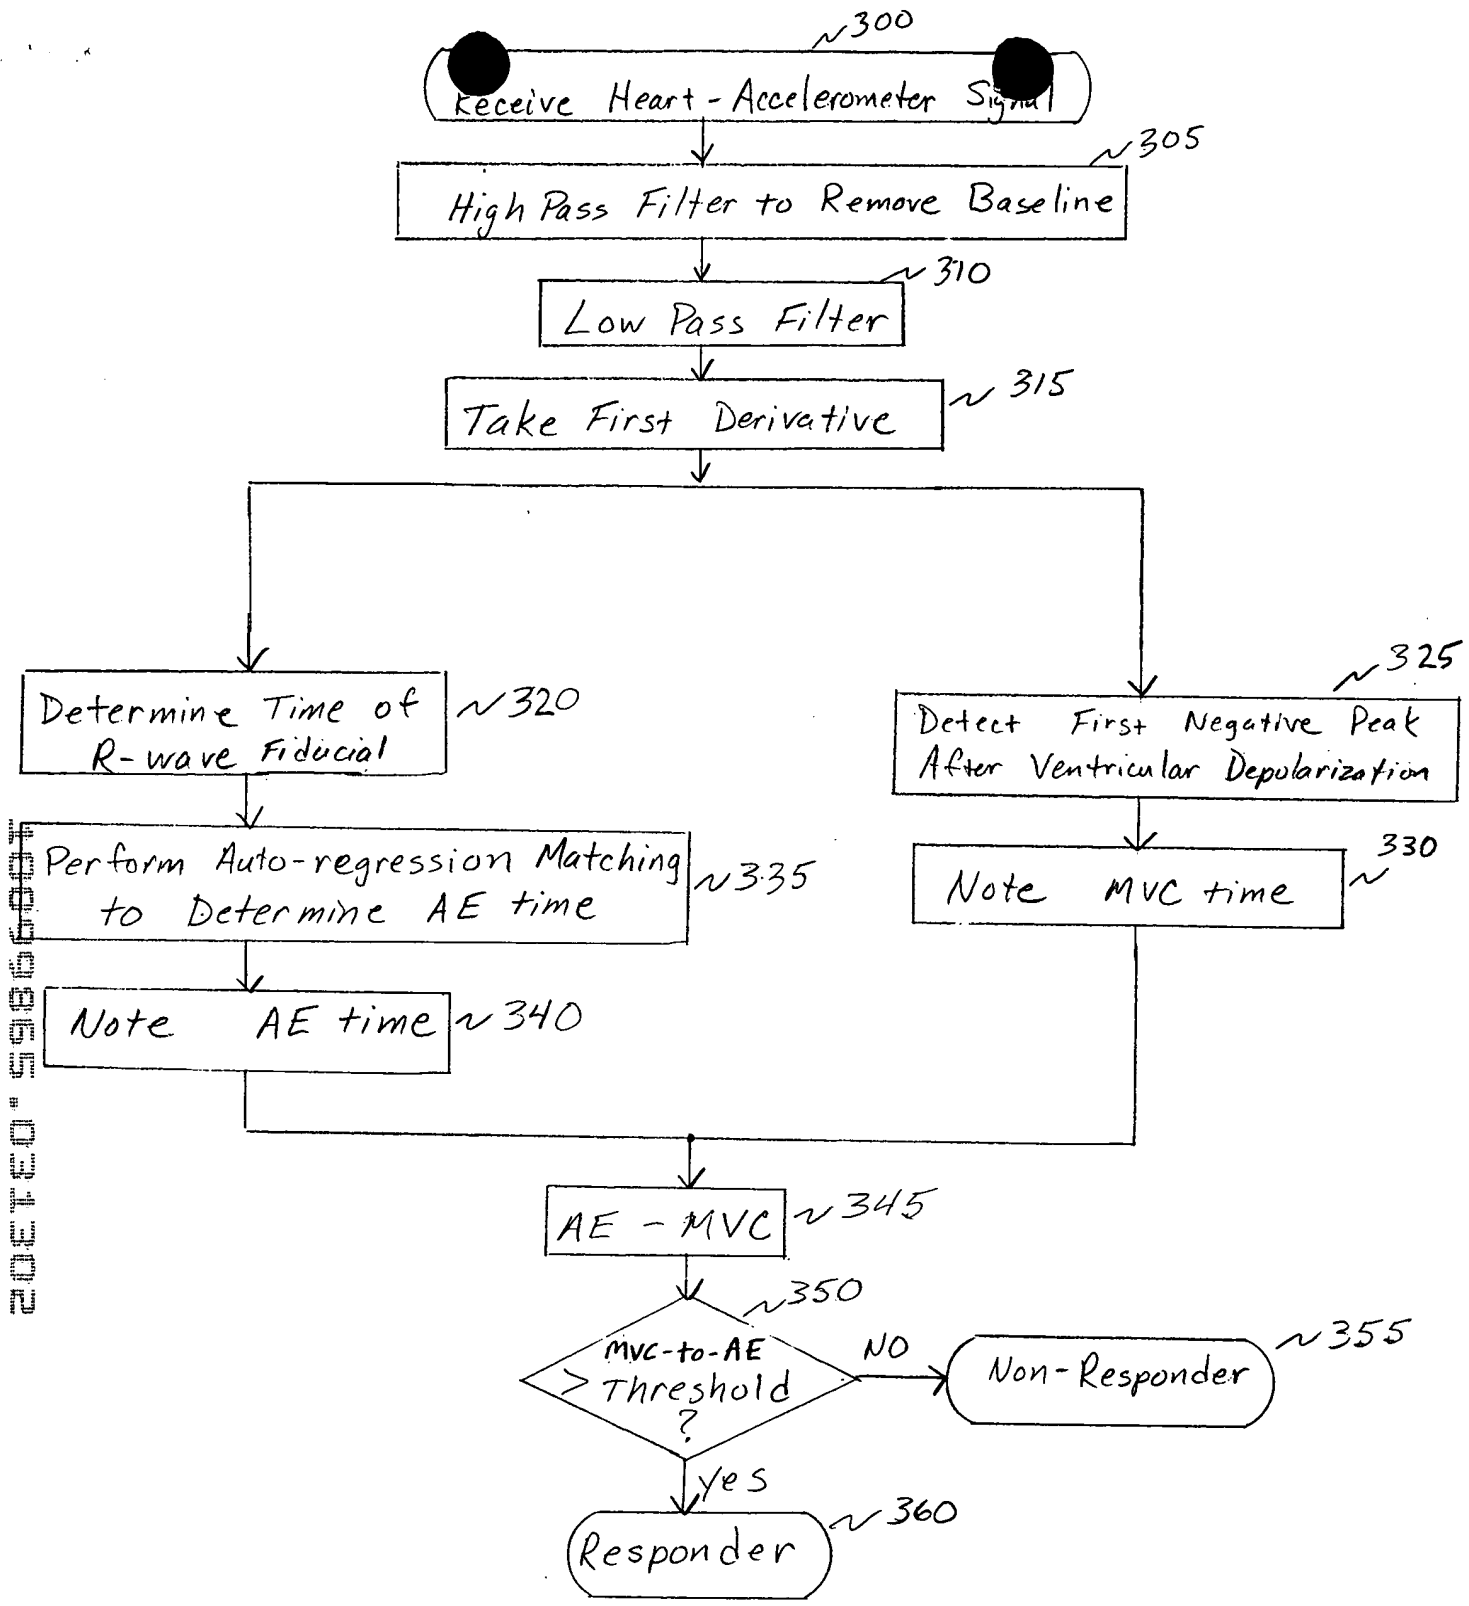 300
Receive Heart-Accelerometer Signal
305
High Pass Filter to Remove Baseline
310
Low Pass Filter
315
Take First Derivative
320
Determine Time of
R-wave Fiducial
325
Detect First Negative Peak
After Ventricular Depolarization
330
Note MVC time
335
Perform Auto-regression Matching
to Determine AE time
340
Note AE time
345
AE - MVC
350
MVC-to-AE
> Threshold
?
NO
355
Non-Responder
yes
360
Responder
10099865.031302